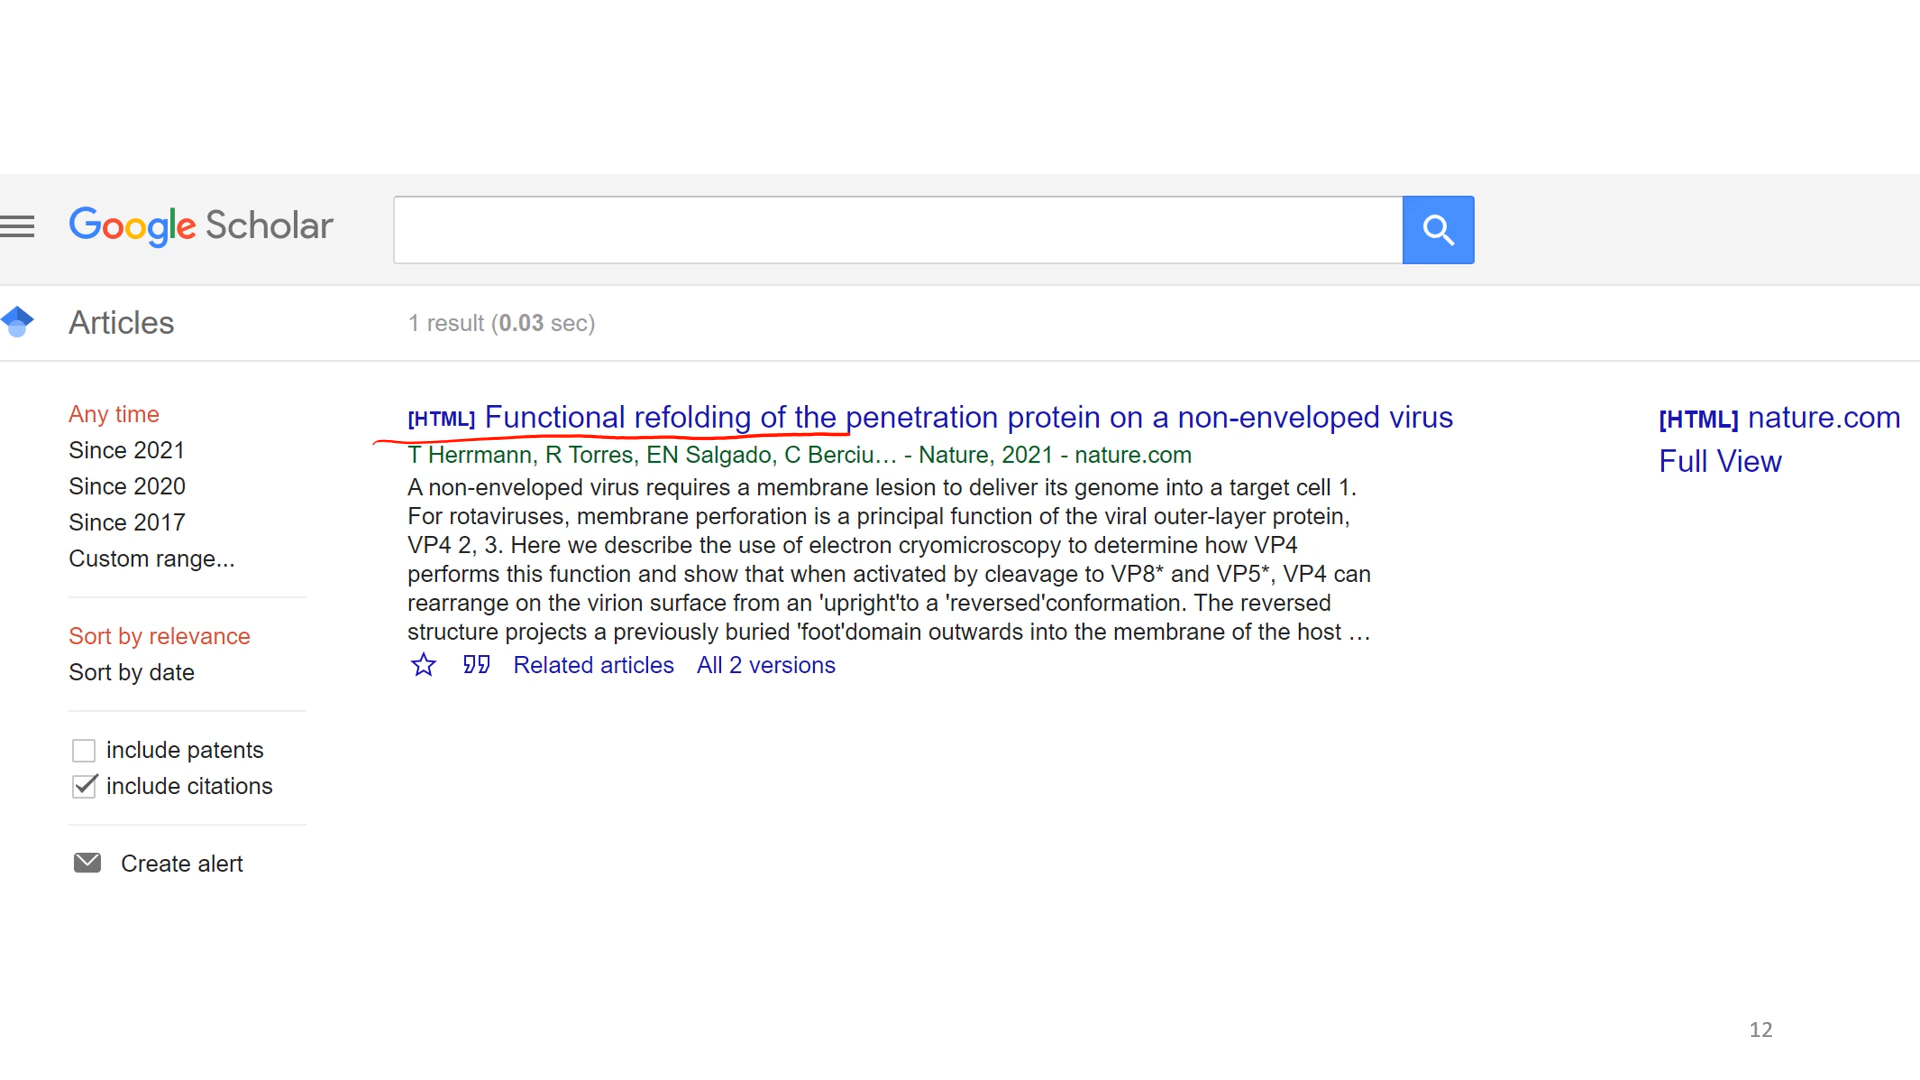 Google Scholar
Articles
1 result (0.03 sec)
Any time
Since 2021
Since 2020
Since 2017
Custom range...
Sort by relevance
Sort by date
include patents
include citations
Create alert
[HTML] Functional refolding of the penetration protein on a non-enveloped virus
T Herrmann, R Torres, EN Salgado, C Berciu… - Nature, 2021 - nature.com
A non-enveloped virus requires a membrane lesion to deliver its genome into a target cell 1.
For rotaviruses, membrane perforation is a principal function of the viral outer-layer protein,
VP4 2, 3. Here we describe the use of electron cryomicroscopy to determine how VP4
performs this function and show that when activated by cleavage to VP8* and VP5*, VP4 can
rearrange on the virion surface from an 'upright'to a 'reversed'conformation. The reversed
structure projects a previously buried 'foot'domain outwards into the membrane of the host …
Related articles All 2 versions
[HTML] nature.com
Full View
12